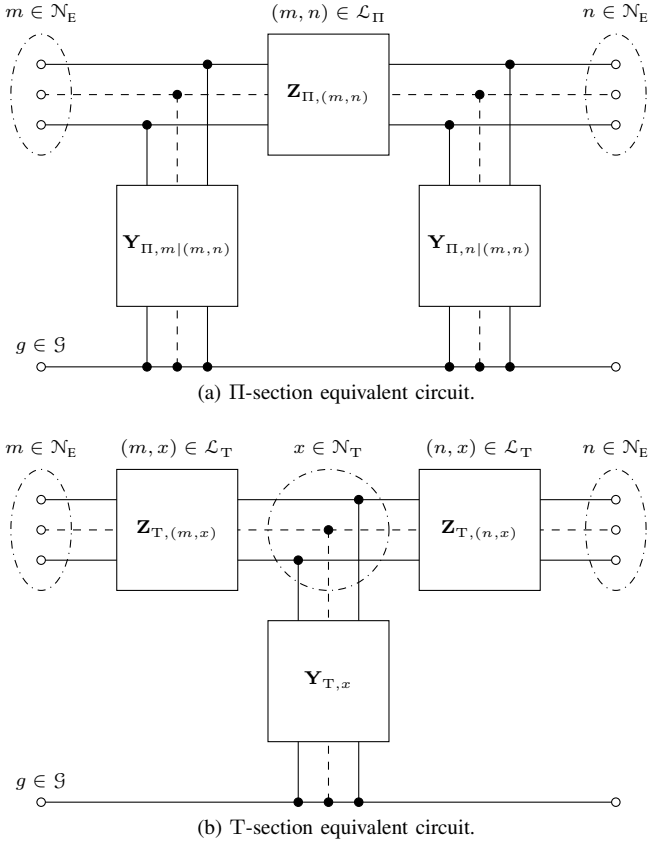 m ∈ 𝒩_E (m, n) ∈ ℒ_Π n ∈ 𝒩_E
𝐙_Π,(m,n)
𝐘_Π,m|(m,n) 𝐘_Π,n|(m,n)
g ∈ 𝒢
(a) Π-section equivalent circuit.
m ∈ 𝒩_E (m, x) ∈ ℒ_T x ∈ 𝒩_T (n, x) ∈ ℒ_T n ∈ 𝒩_E
𝐙_T,(m,x) 𝐙_T,(n,x)
𝐘_T,x
g ∈ 𝒢
(b) T-section equivalent circuit.